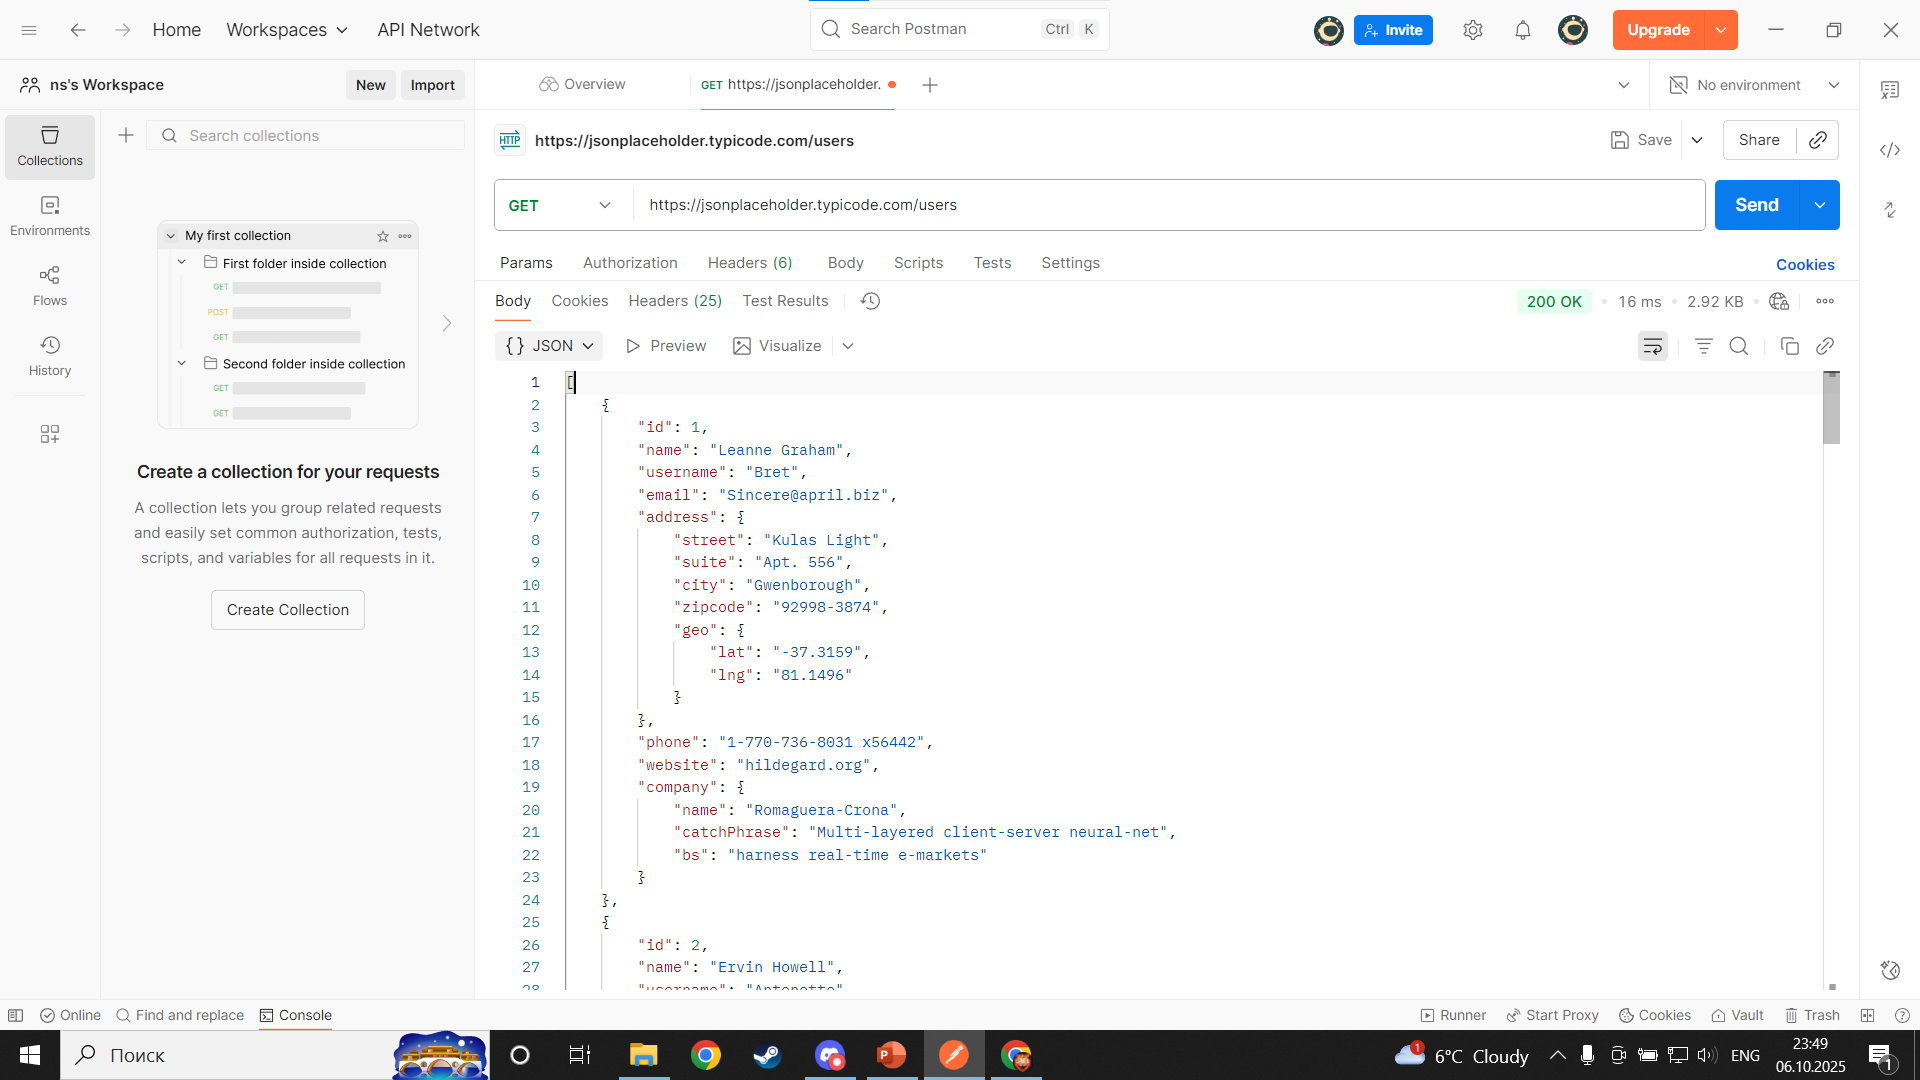 Home
Workspaces
API Network
Search Postman
Ctrl K
Invite
Upgrade
ns's Workspace
New
Import
Overview
GET https://jsonplaceholder.
No environment
Search collections
Collections
Environments
Flows
History
My first collection
First folder inside collection
GET
POST
GET
Second folder inside collection
GET
GET
Create a collection for your requests
A collection lets you group related requests
and easily set common authorization, tests,
scripts, and variables for all requests in it.
Create Collection
HTTP https://jsonplaceholder.typicode.com/users
Save
Share
GET https://jsonplaceholder.typicode.com/users
Send
Params Authorization Headers (6) Body Scripts Tests Settings
Cookies
Body Cookies Headers (25) Test Results
200 OK • 16 ms • 2.92 KB
{} JSON Preview Visualize
1 [
2 {
3 "id": 1,
4 "name": "Leanne Graham",
5 "username": "Bret",
6 "email": "Sincere@april.biz",
7 "address": {
8 "street": "Kulas Light",
9 "suite": "Apt. 556",
10 "city": "Gwenborough",
11 "zipcode": "92998-3874",
12 "geo": {
13 "lat": "-37.3159",
14 "lng": "81.1496"
15 }
16 },
17 "phone": "1-770-736-8031 x56442",
18 "website": "hildegard.org",
19 "company": {
20 "name": "Romaguera-Crona",
21 "catchPhrase": "Multi-layered client-server neural-net",
22 "bs": "harness real-time e-markets"
23 }
24 },
25 {
26 "id": 2,
27 "name": "Ervin Howell",
28 "username": "Antonette"
Online
Find and replace
Console
Runner
Start Proxy
Cookies
Vault
Trash
Поиск
1
6°C Cloudy
ENG
23:49
06.10.2025
1